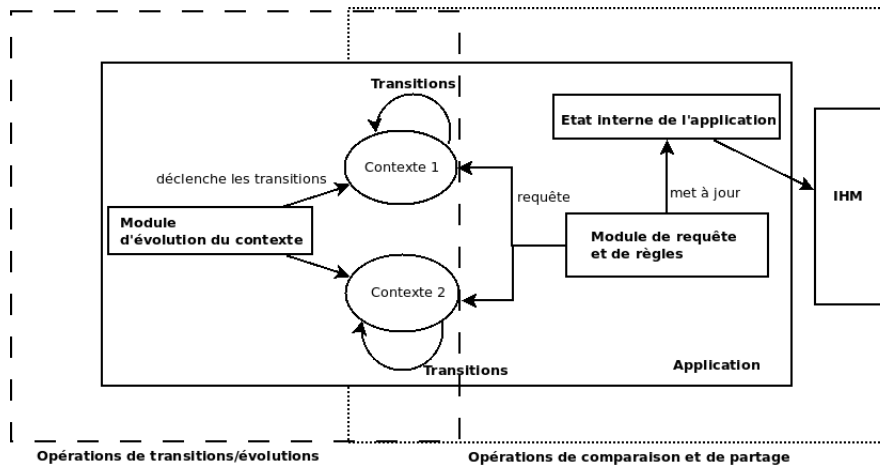 Transitions
Etat interne de l'application
Contexte 1
déclenche les transitions
requête
met à jour
IHM
Module
d'évolution du contexte
Module de requête
et de règles
Contexte 2
Transitions
Application
Opérations de transitions/évolutions
Opérations de comparaison et de partage